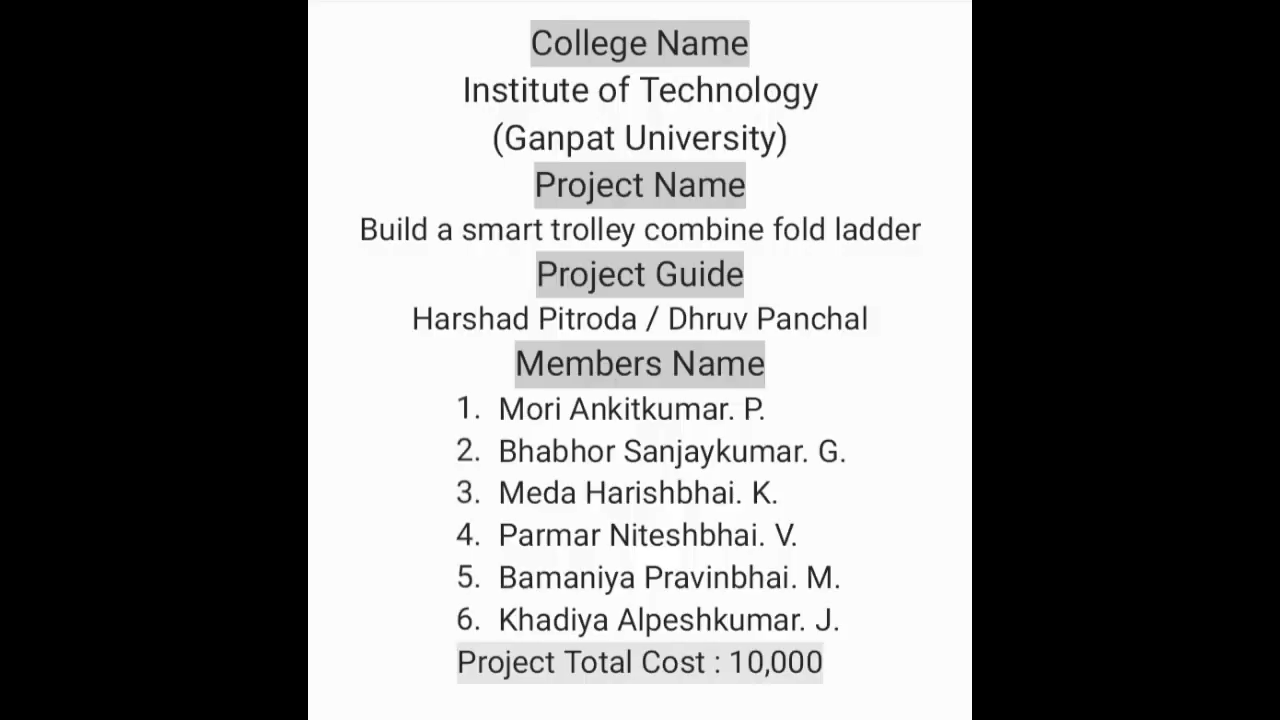 College Name
Institute of Technology
(Ganpat University)
Project Name
Build a smart trolley combine fold ladder
Project Guide
Harshad Pitroda / Dhruv Panchal
Members Name
1. Mori Ankitkumar. P.
2. Bhabhor Sanjaykumar. G.
3. Meda Harishbhai. K.
4. Parmar Niteshbhai. V.
5. Bamaniya Pravinbhai. M.
6. Khadiya Alpeshkumar. J.
Project Total Cost : 10,000